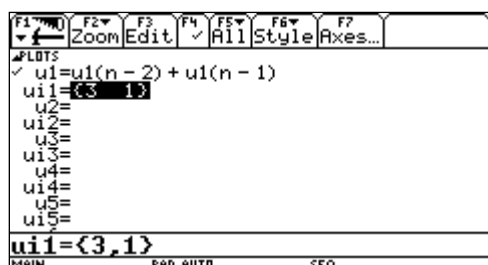 F1 F2 F3 F4 F5 F6 F7
Zoom Edit ✓ All Style Axes…
PLOTS
✓ u1=u1(n - 2) + u1(n - 1)
ui1={3 1}
u2=
ui2=
u3=
ui3=
u4=
ui4=
u5=
ui5=
ui1={3,1}
MAIN RAD AUTO SEQ